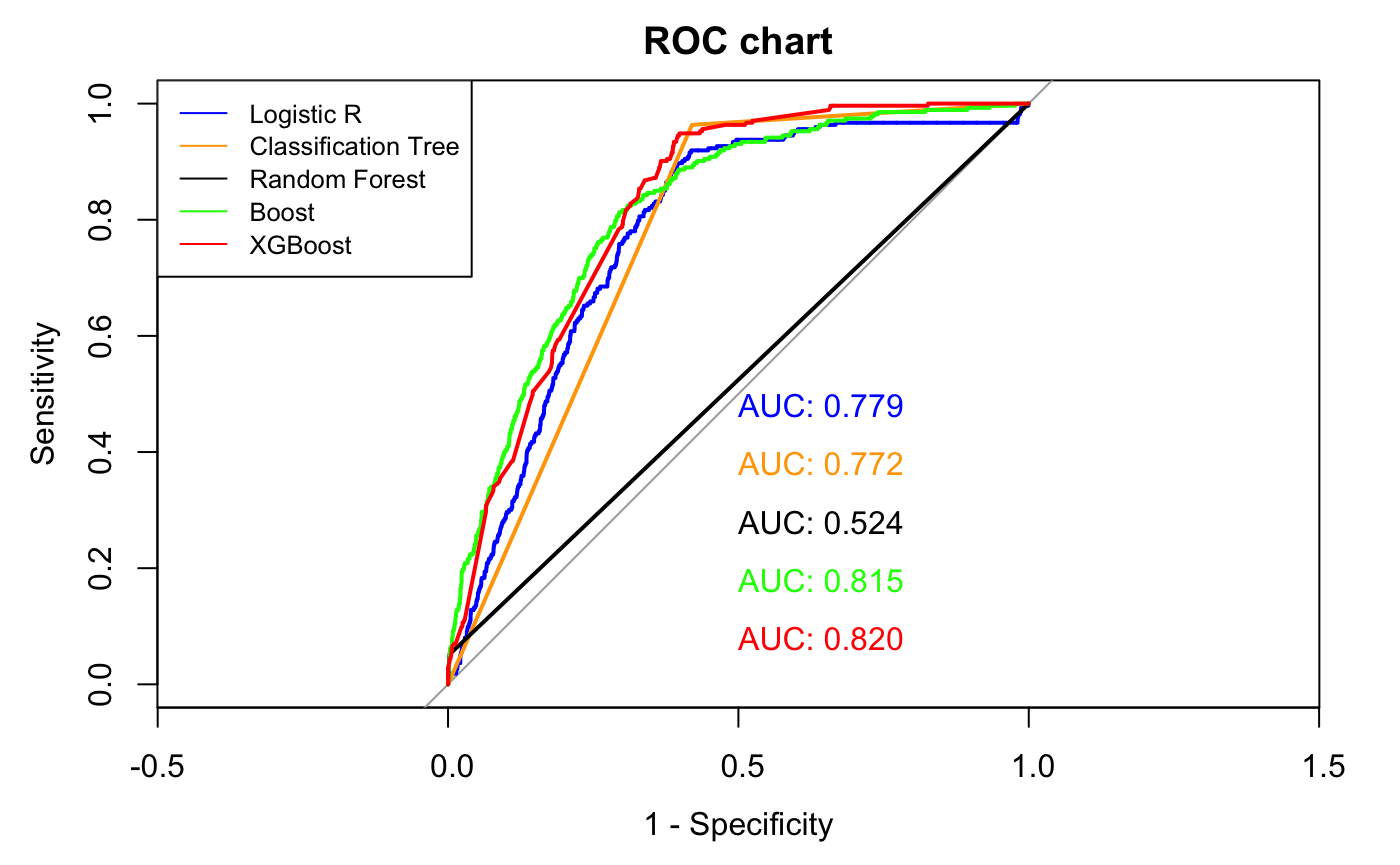 ROC chart
Logistic R
Classification Tree
Random Forest
Boost
XGBoost
Sensitivity
1.0
0.8
0.6
0.4
0.2
0.0
AUC: 0.779
AUC: 0.772
AUC: 0.524
AUC: 0.815
AUC: 0.820
-0.5 0.0 0.5 1.0 1.5
1 - Specificity